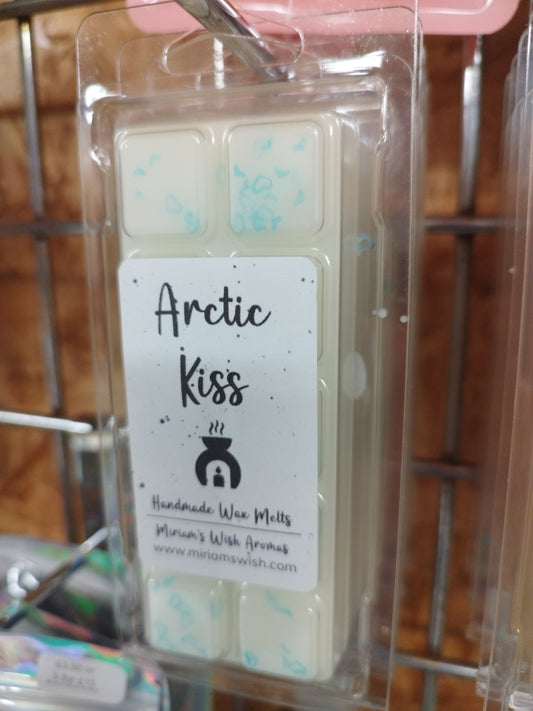 Arctic
Kiss
Handmade Wax Melts
Miriam's Wish Aromas
www.miriamswish.com